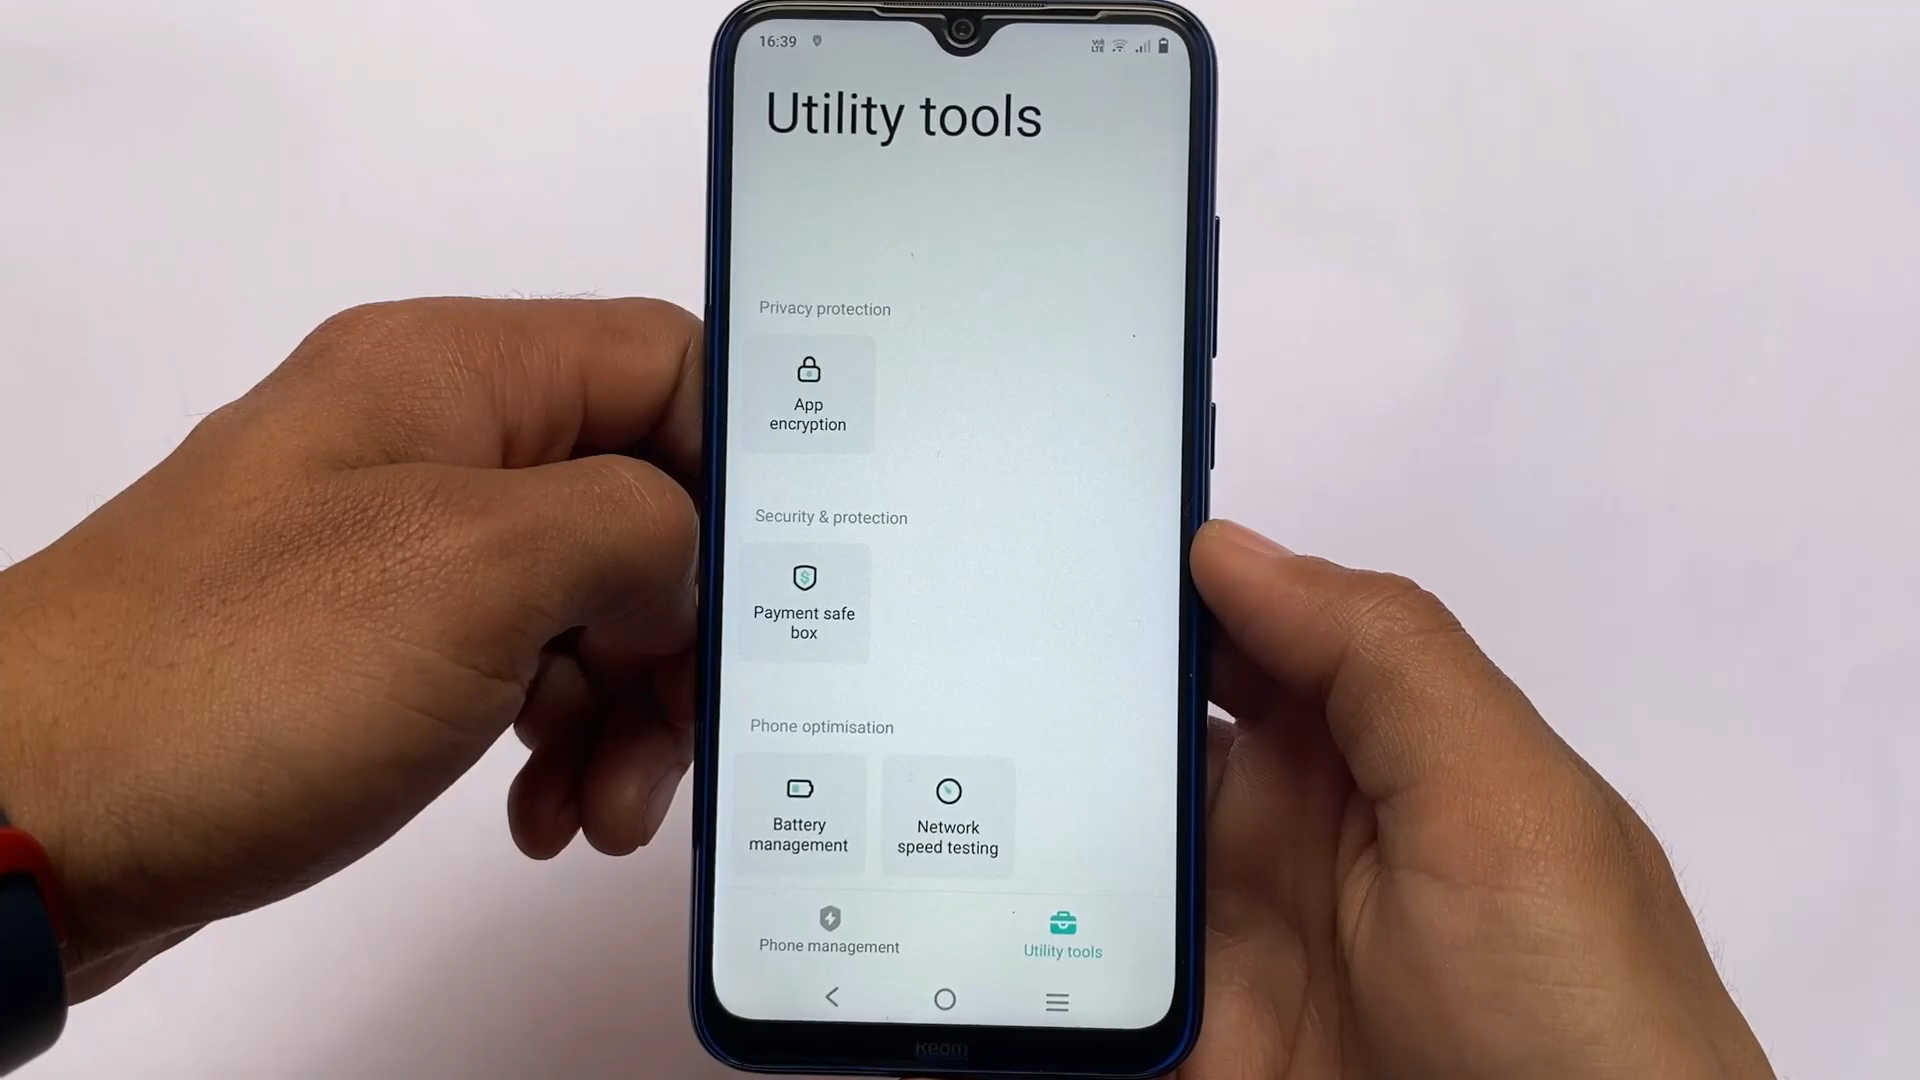 16:39
VoLTE
Utility tools
Privacy protection
App
encryption
Security & protection
Payment safe
box
Phone optimisation
Battery
management
Network
speed testing
Phone management
Utility tools